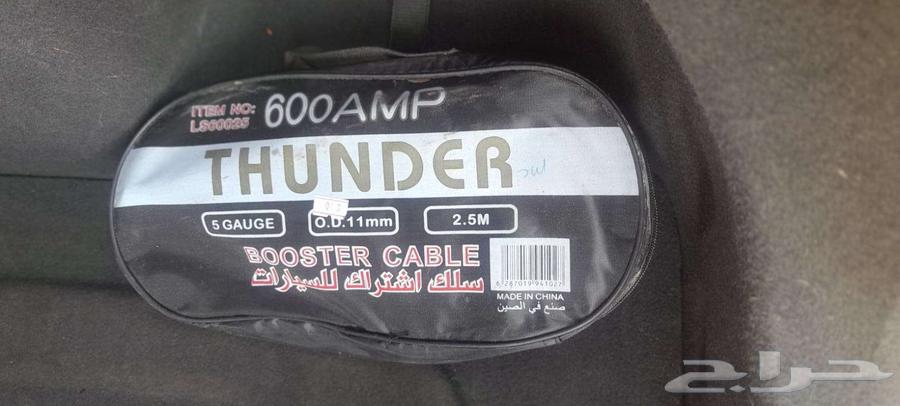 ITEM NO:
LS60025
600AMP
THUNDER
5 GAUGE
O.D.11mm
2.5M
BOOSTER CABLE
سلك اشتراك للسيارات
6287019941027
MADE IN CHINA
صنع في الصين
حراج